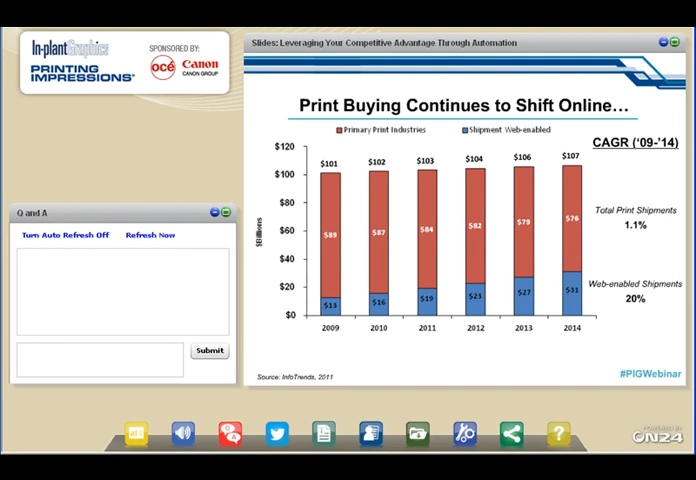 In-plantGraphics
PRINTING
IMPRESSIONS®
SPONSORED BY:
océ
Canon
CANON GROUP
Slides: Leveraging Your Competitive Advantage Through Automation
Print Buying Continues to Shift Online…
Primary Print Industries
Shipment Web-enabled
CAGR ('09-'14)
$Billions
$120
$100
$80
$60
$40
$20
$0
$101
$102
$103
$104
$106
$107
$89
$87
$84
$82
$79
$76
$13
$16
$19
$23
$27
$31
2009
2010
2011
2012
2013
2014
Total Print Shipments
1.1%
Web-enabled Shipments
20%
Source: InfoTrends, 2011
#PIGWebinar
Q and A
Turn Auto Refresh Off
Refresh Now
Submit
Q
A
?
POWERED BY
ON24